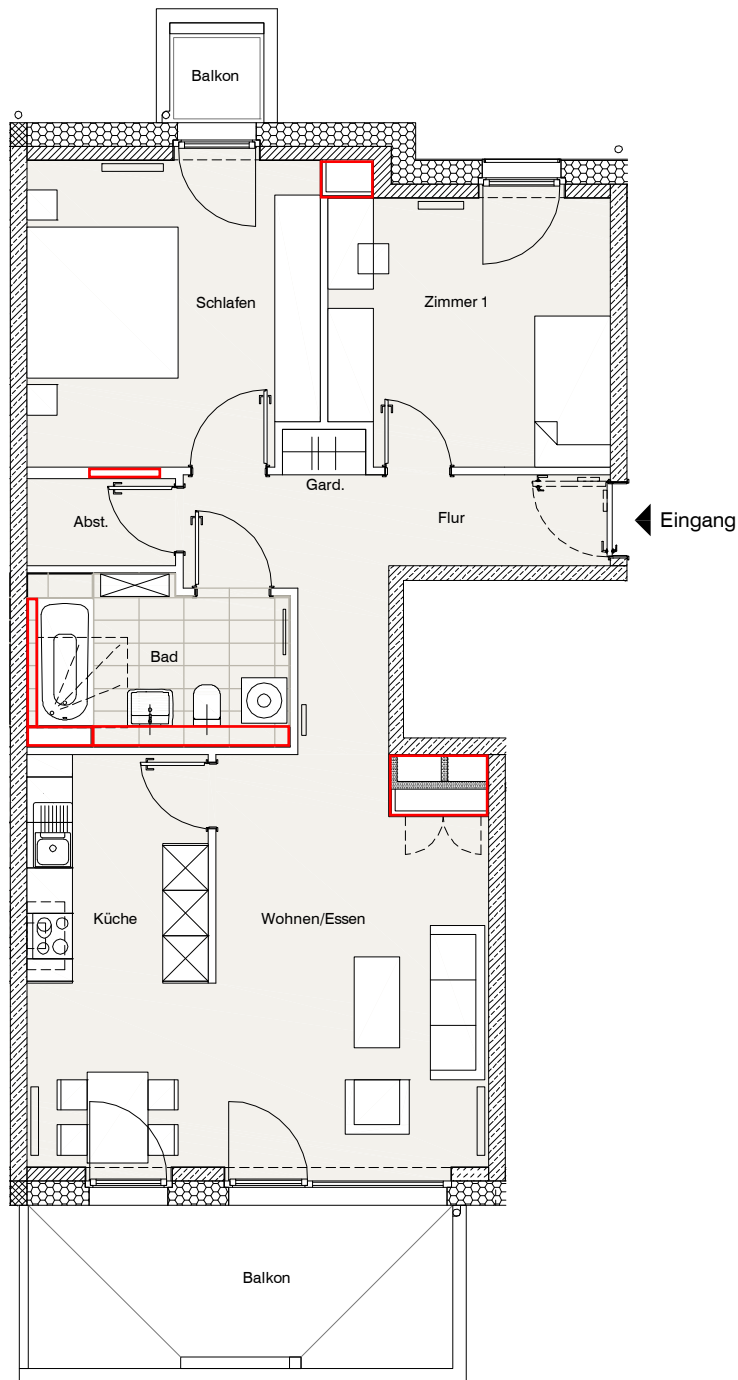 Balkon
Schlafen
Zimmer 1
Gard.
Abst.
Flur
Eingang
Bad
Küche
Wohnen/Essen
Balkon